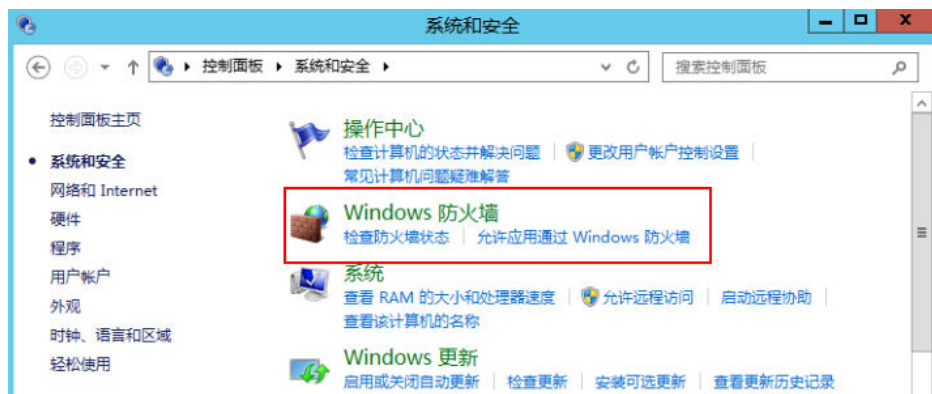 系统和安全
控制面板 系统和安全
搜索控制面板
控制面板主页
系统和安全
网络和 Internet
硬件
程序
用户帐户
外观
时钟、语言和区域
轻松使用
操作中心
检查计算机的状态并解决问题 更改用户帐户控制设置
常见计算机问题疑难解答
Windows 防火墙
检查防火墙状态 允许应用通过 Windows 防火墙
系统
查看 RAM 的大小和处理器速度 允许远程访问 启动远程协助
查看该计算机的名称
Windows 更新
启用或关闭自动更新 检查更新 安装可选更新 查看更新历史记录